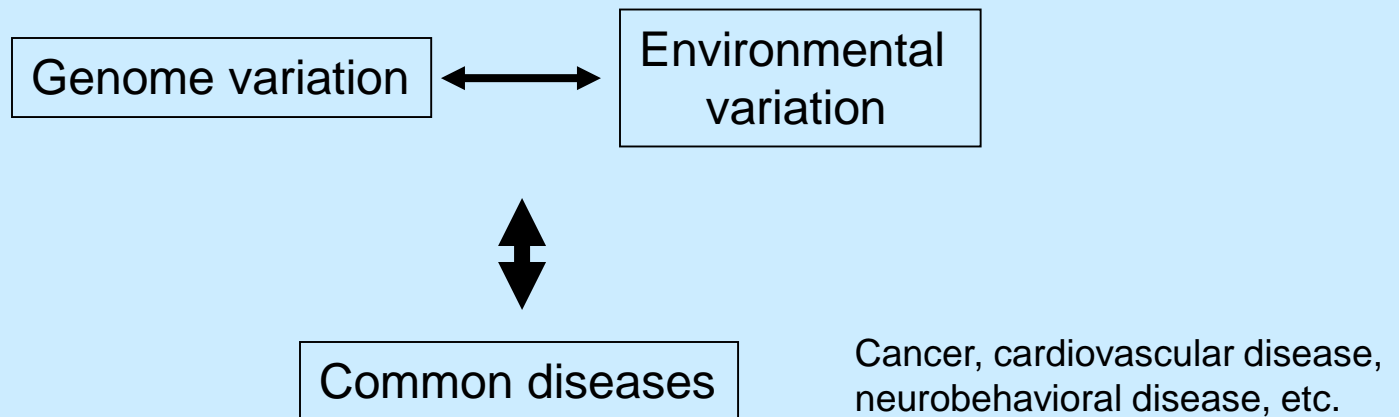 Genome variation
Environmental
variation
Common diseases
Cancer, cardiovascular disease,
neurobehavioral disease, etc.